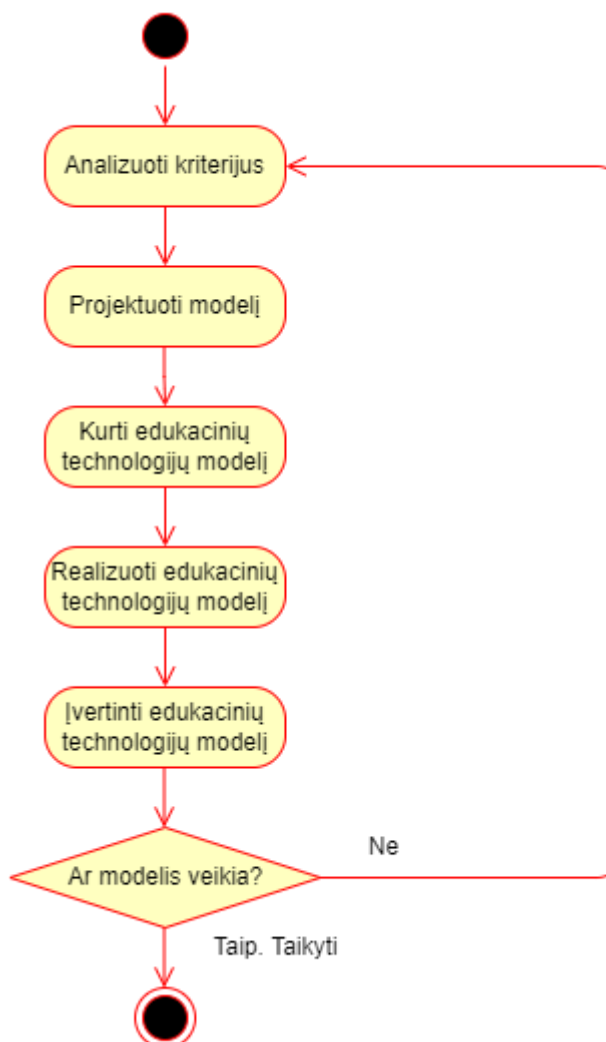 Analizuoti kriterijus
Projektuoti modelį
Kurti edukacinių
technologijų modelį
Realizuoti edukacinių
technologijų modelį
Įvertinti edukacinių
technologijų modelį
Ar modelis veikia?
Ne
Taip. Taikyti